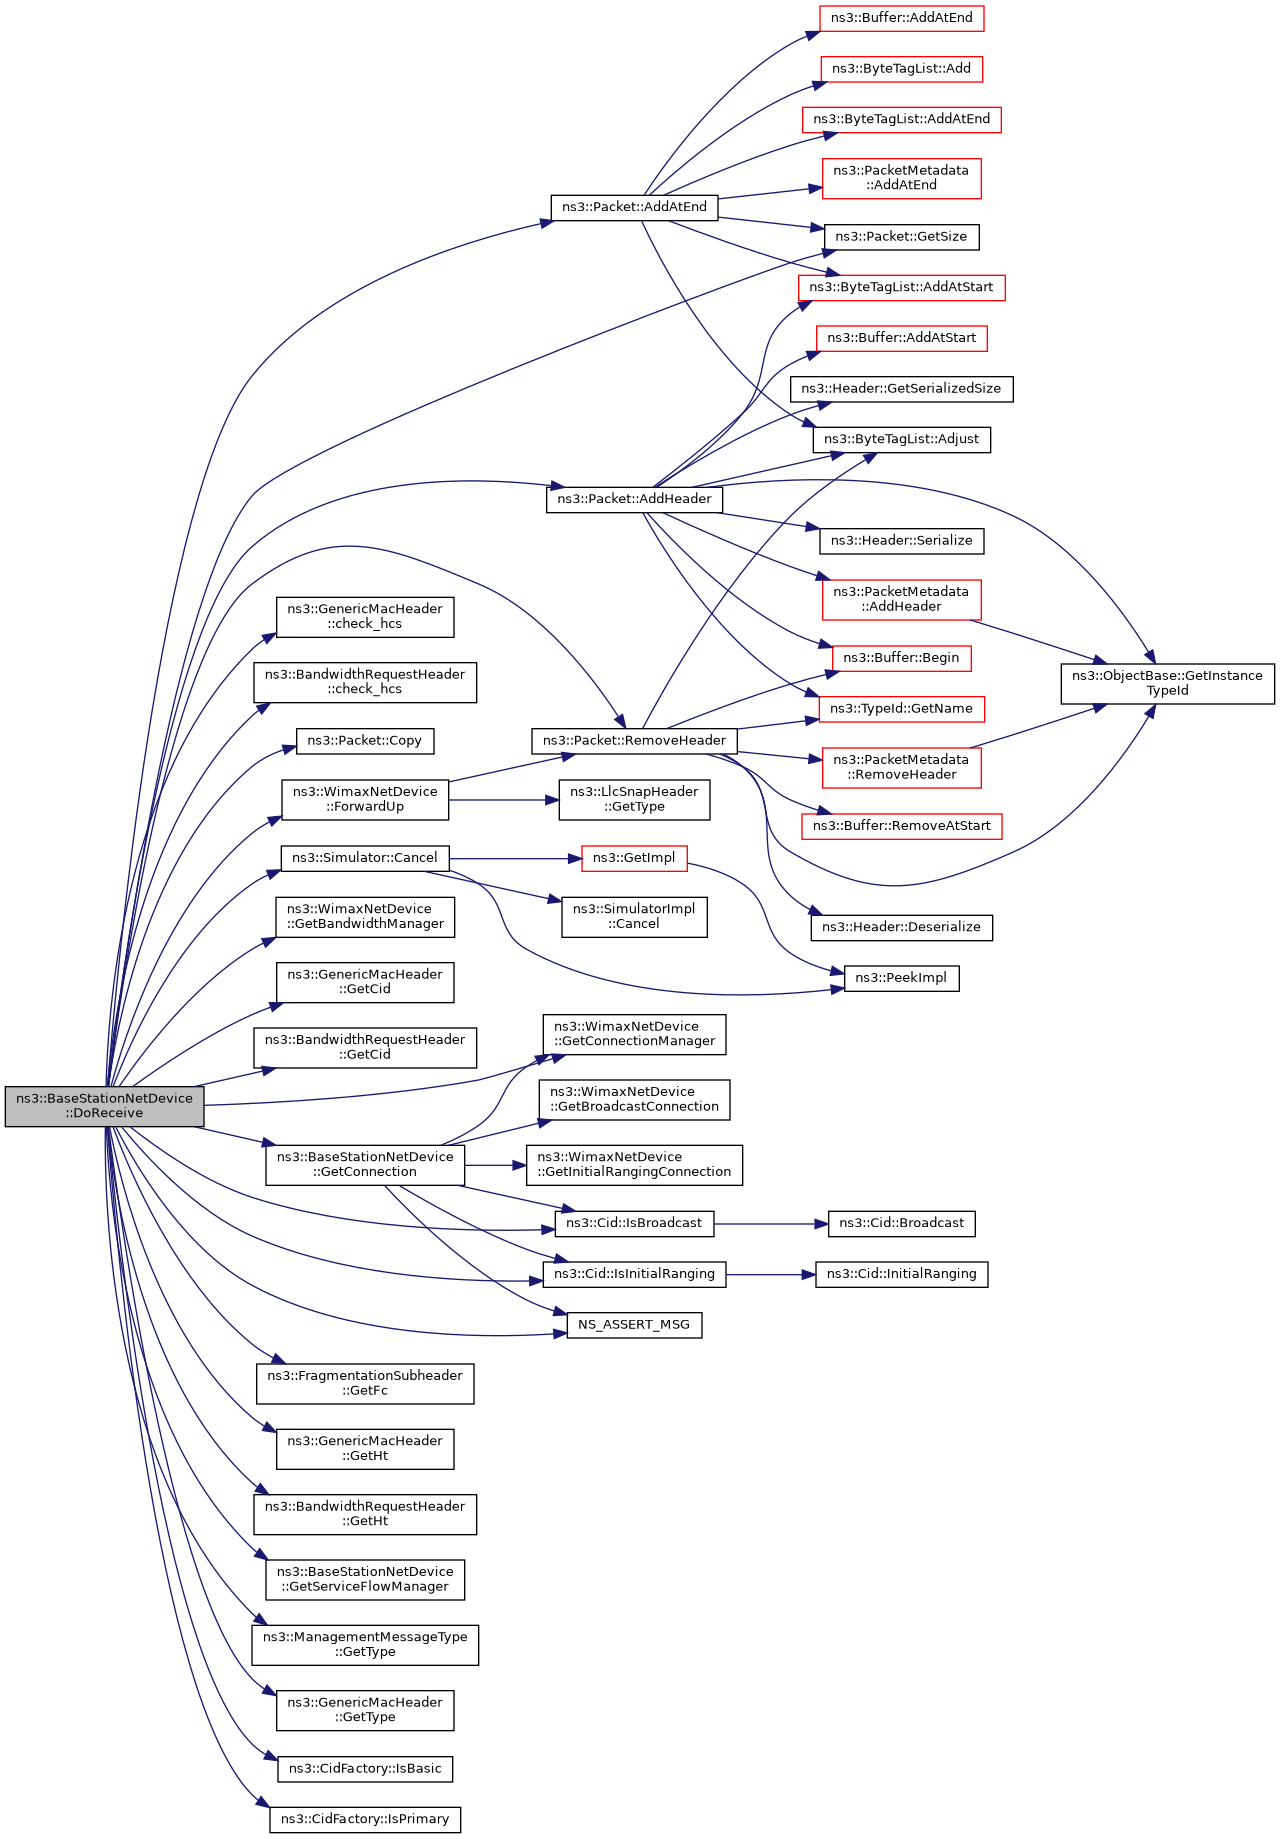 ns3::Buffer::AddAtEnd
ns3::ByteTagList::Add
ns3::ByteTagList::AddAtEnd
ns3::PacketMetadata
::AddAtEnd
ns3::Packet::AddAtEnd
ns3::Packet::GetSize
ns3::ByteTagList::AddAtStart
ns3::Buffer::AddAtStart
ns3::Header::GetSerializedSize
ns3::ByteTagList::Adjust
ns3::Packet::AddHeader
ns3::Header::Serialize
ns3::PacketMetadata
::AddHeader
ns3::GenericMacHeader
::check_hcs
ns3::Buffer::Begin
ns3::BandwidthRequestHeader
::check_hcs
ns3::ObjectBase::GetInstance
TypeId
ns3::TypeId::GetName
ns3::Packet::Copy
ns3::Packet::RemoveHeader
ns3::PacketMetadata
::RemoveHeader
ns3::WimaxNetDevice
::ForwardUp
ns3::LlcSnapHeader
::GetType
ns3::Buffer::RemoveAtStart
ns3::Simulator::Cancel
ns3::GetImpl
ns3::WimaxNetDevice
::GetBandwidthManager
ns3::SimulatorImpl
::Cancel
ns3::Header::Deserialize
ns3::GenericMacHeader
::GetCid
ns3::PeekImpl
ns3::BandwidthRequestHeader
::GetCid
ns3::WimaxNetDevice
::GetConnectionManager
ns3::BaseStationNetDevice
::DoReceive
ns3::WimaxNetDevice
::GetBroadcastConnection
ns3::BaseStationNetDevice
::GetConnection
ns3::WimaxNetDevice
::GetInitialRangingConnection
ns3::Cid::IsBroadcast
ns3::Cid::Broadcast
ns3::Cid::IsInitialRanging
ns3::Cid::InitialRanging
NS_ASSERT_MSG
ns3::FragmentationSubheader
::GetFc
ns3::GenericMacHeader
::GetHt
ns3::BandwidthRequestHeader
::GetHt
ns3::BaseStationNetDevice
::GetServiceFlowManager
ns3::ManagementMessageType
::GetType
ns3::GenericMacHeader
::GetType
ns3::CidFactory::IsBasic
ns3::CidFactory::IsPrimary